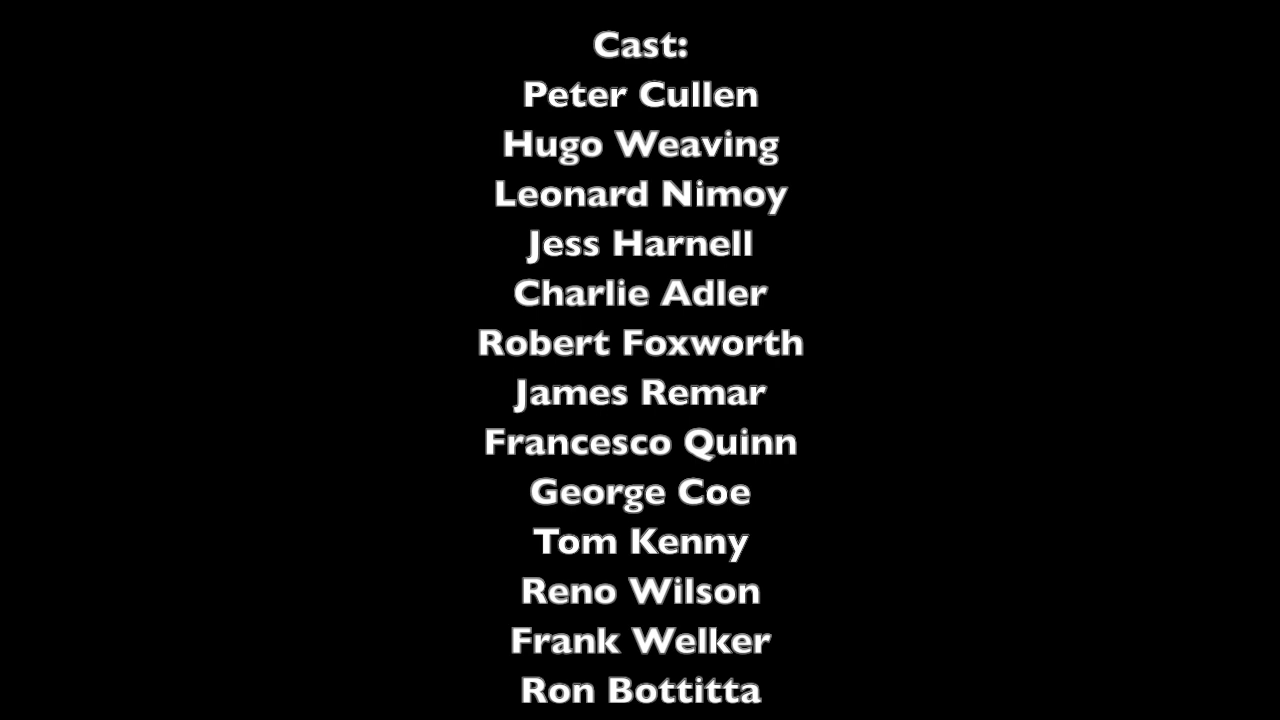 Cast:
Peter Cullen
Hugo Weaving
Leonard Nimoy
Jess Harnell
Charlie Adler
Robert Foxworth
James Remar
Francesco Quinn
George Coe
Tom Kenny
Reno Wilson
Frank Welker
Ron Bottitta